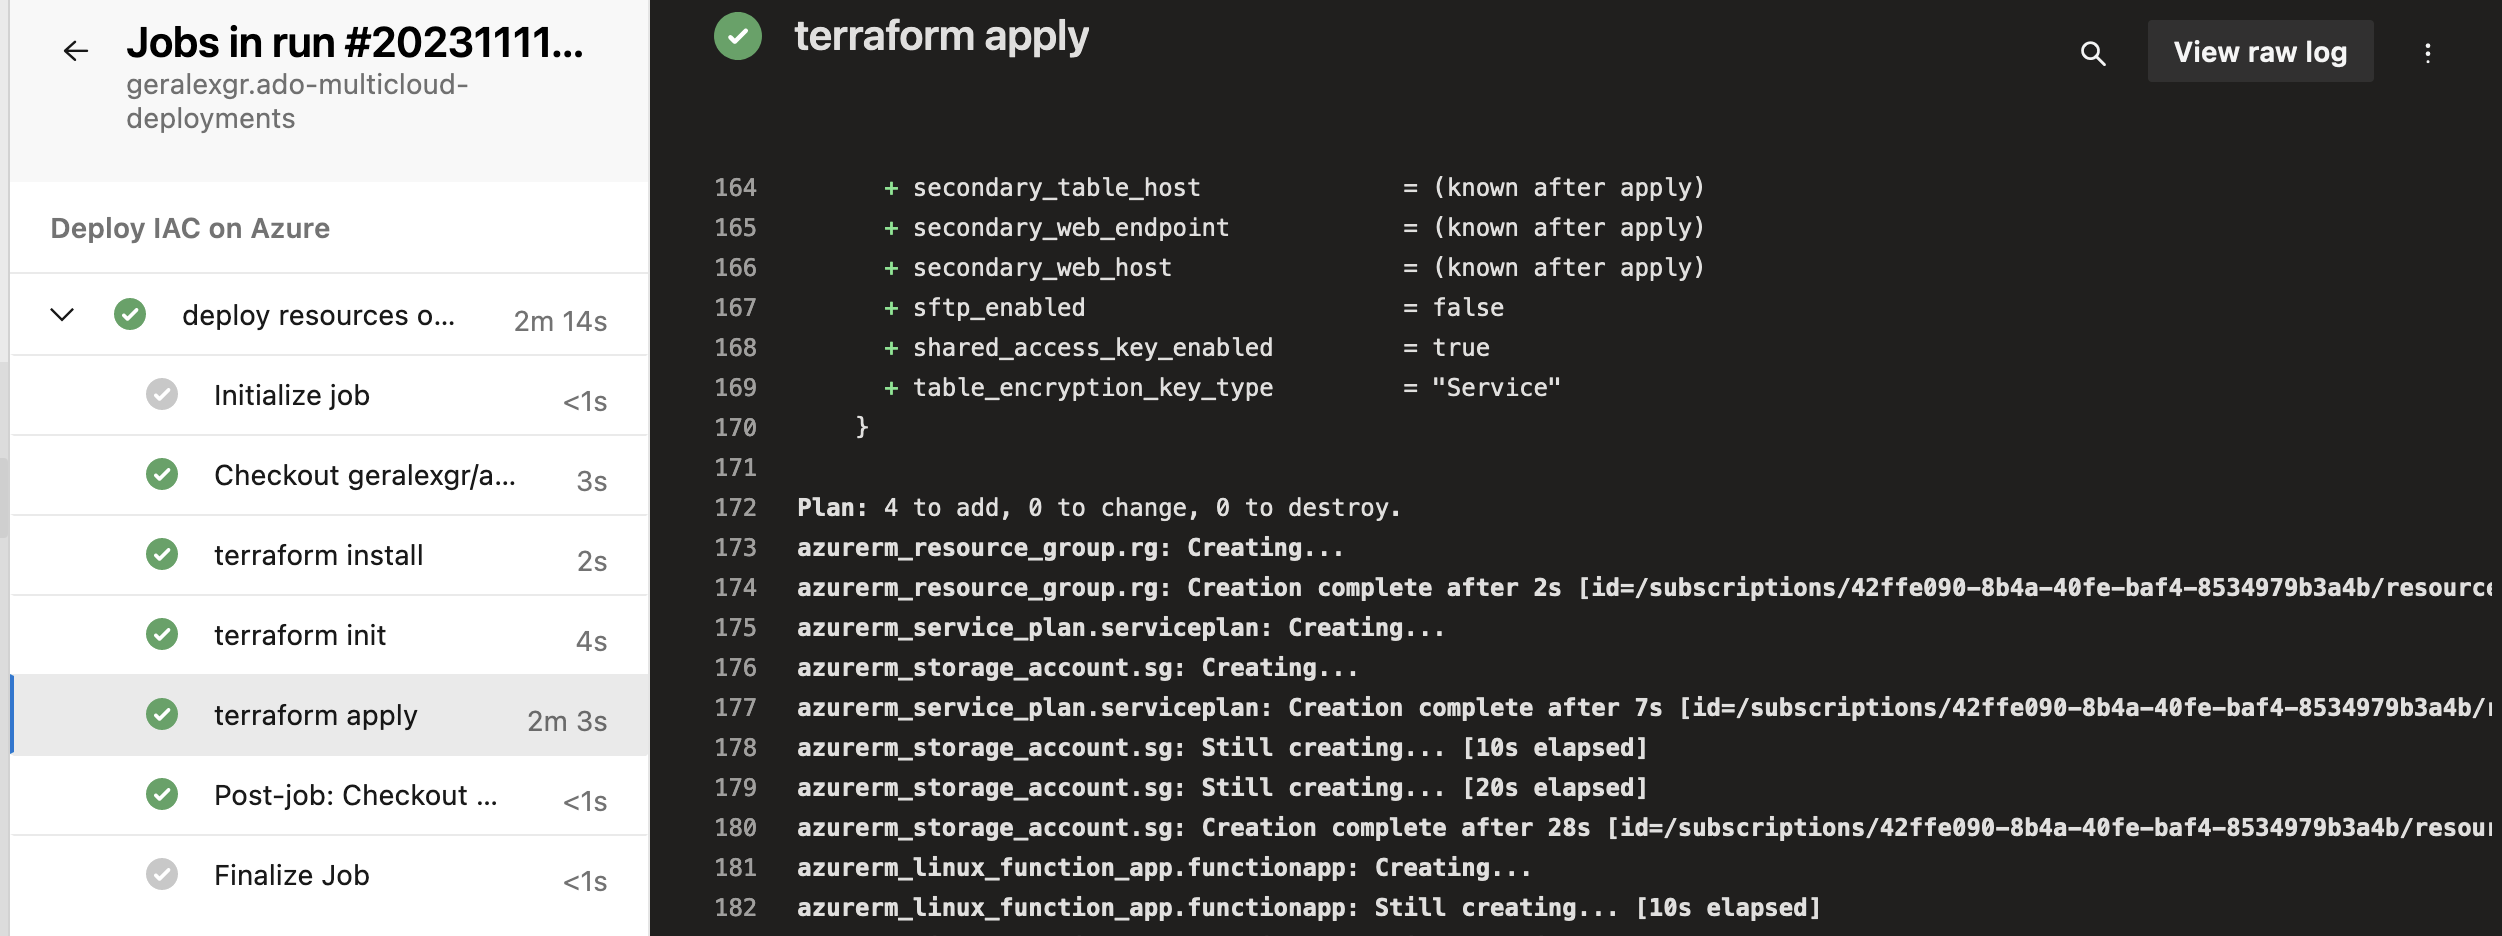 Jobs in run #20231111...
geralexgr.ado-multicloud-
deployments
Deploy IAC on Azure
deploy resources o... 2m 14s
Initialize job <1s
Checkout geralexgr/a... 3s
terraform install 2s
terraform init 4s
terraform apply 2m 3s
Post-job: Checkout ... <1s
Finalize Job <1s
terraform apply
View raw log
164 + secondary_table_host = (known after apply)
165 + secondary_web_endpoint = (known after apply)
166 + secondary_web_host = (known after apply)
167 + sftp_enabled = false
168 + shared_access_key_enabled = true
169 + table_encryption_key_type = "Service"
170 }
171
172 Plan: 4 to add, 0 to change, 0 to destroy.
173 azurerm_resource_group.rg: Creating...
174 azurerm_resource_group.rg: Creation complete after 2s [id=/subscriptions/42ffe090-8b4a-40fe-baf4-8534979b3a4b/resource
175 azurerm_service_plan.serviceplan: Creating...
176 azurerm_storage_account.sg: Creating...
177 azurerm_service_plan.serviceplan: Creation complete after 7s [id=/subscriptions/42ffe090-8b4a-40fe-baf4-8534979b3a4b/r
178 azurerm_storage_account.sg: Still creating... [10s elapsed]
179 azurerm_storage_account.sg: Still creating... [20s elapsed]
180 azurerm_storage_account.sg: Creation complete after 28s [id=/subscriptions/42ffe090-8b4a-40fe-baf4-8534979b3a4b/resour
181 azurerm_linux_function_app.functionapp: Creating...
182 azurerm_linux_function_app.functionapp: Still creating... [10s elapsed]